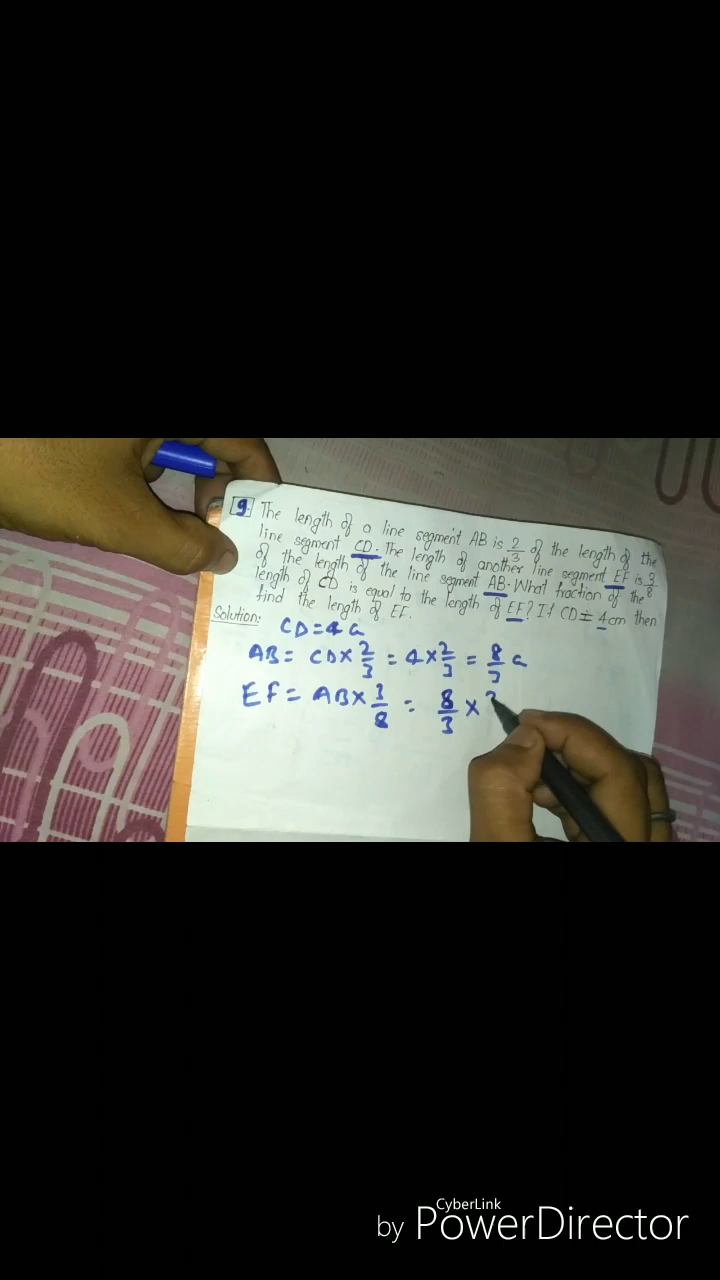 9. The length of a line segment AB is 2/3 of the length of the
line segment CD. The length of another line segment EF is 3/8
of the length of the line segment AB. What fraction of the
length of CD is equal to the length of EF? If CD = 4 cm then
find the length of EF.
Solution:
CD = 4 a
AB = CD × 2/3 = 4 × 2/3 = 8/3 a
EF = AB × 3/8 = 8/3 ×
CyberLink
by PowerDirector